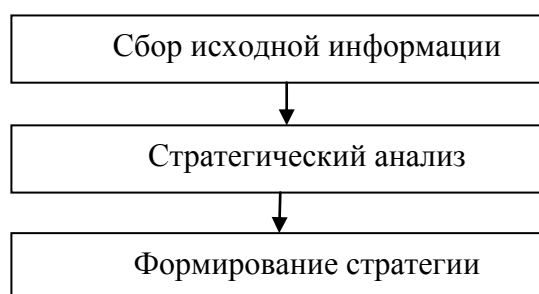 Сбор исходной информации
Стратегический анализ
Формирование стратегии